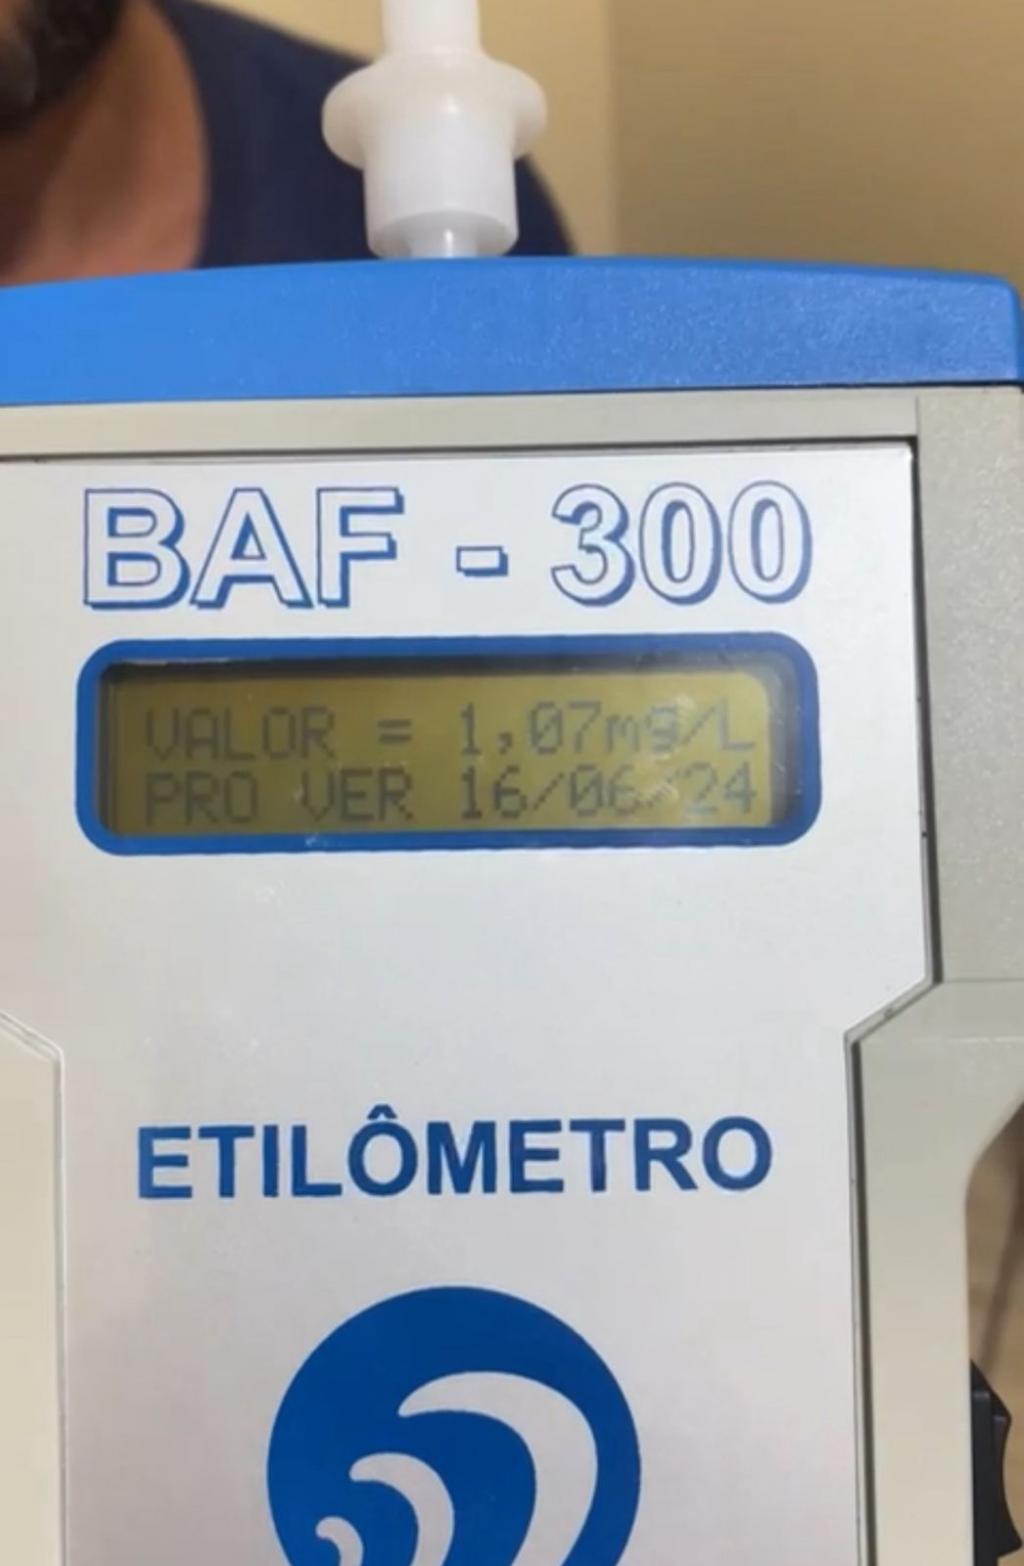 BAF - 300
VALOR = 1,07mg/L
PRO VER 16/06/24
ETILÔMETRO